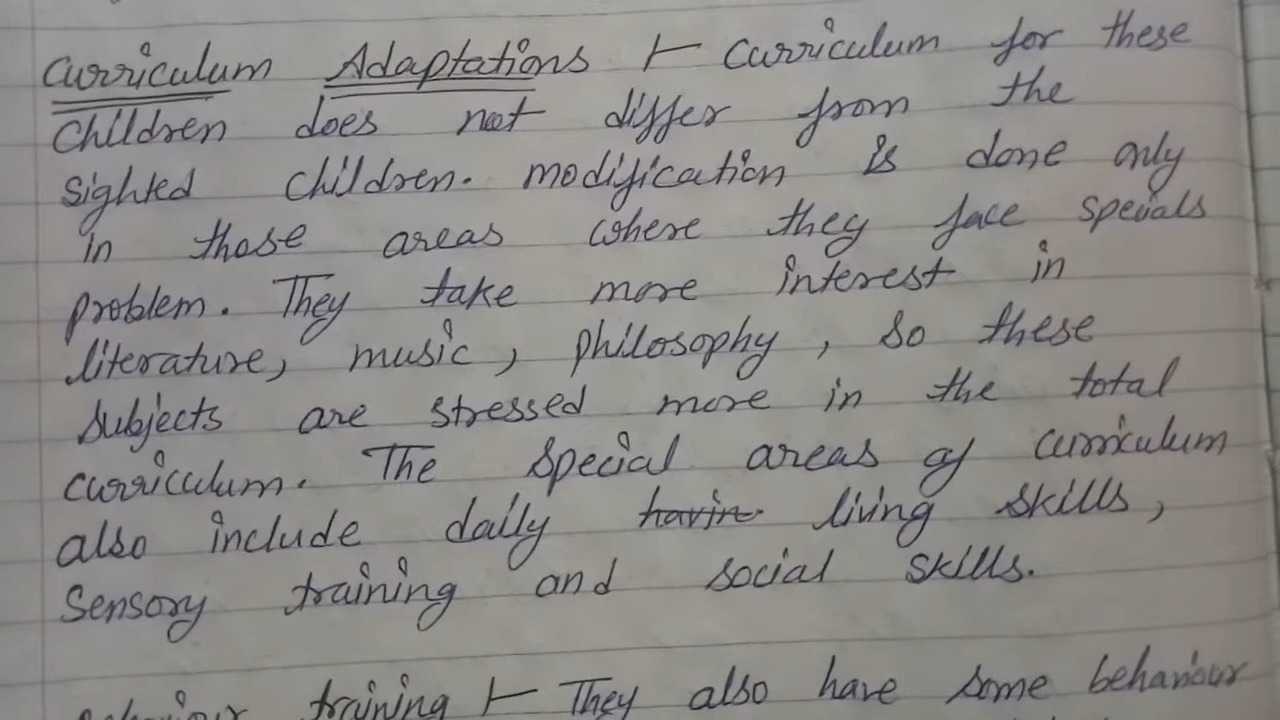 Curriculum Adaptations :- Curriculum for these
Children does not differ from the
sighted children. modification is done only
in those areas where they face specials
problem. They take more interest in
literature, music, philosophy, so these
subjects are stressed more in the total
curriculum. The special areas of curriculum
also include daily havin living skills,
Sensory training and social skills.
Behaviour training :- They also have some behaviour